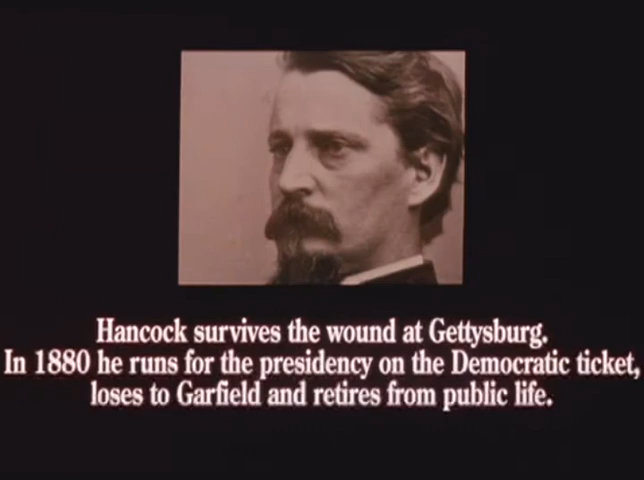 Hancock survives the wound at Gettysburg.
In 1880 he runs for the presidency on the Democratic ticket,
loses to Garfield and retires from public life.